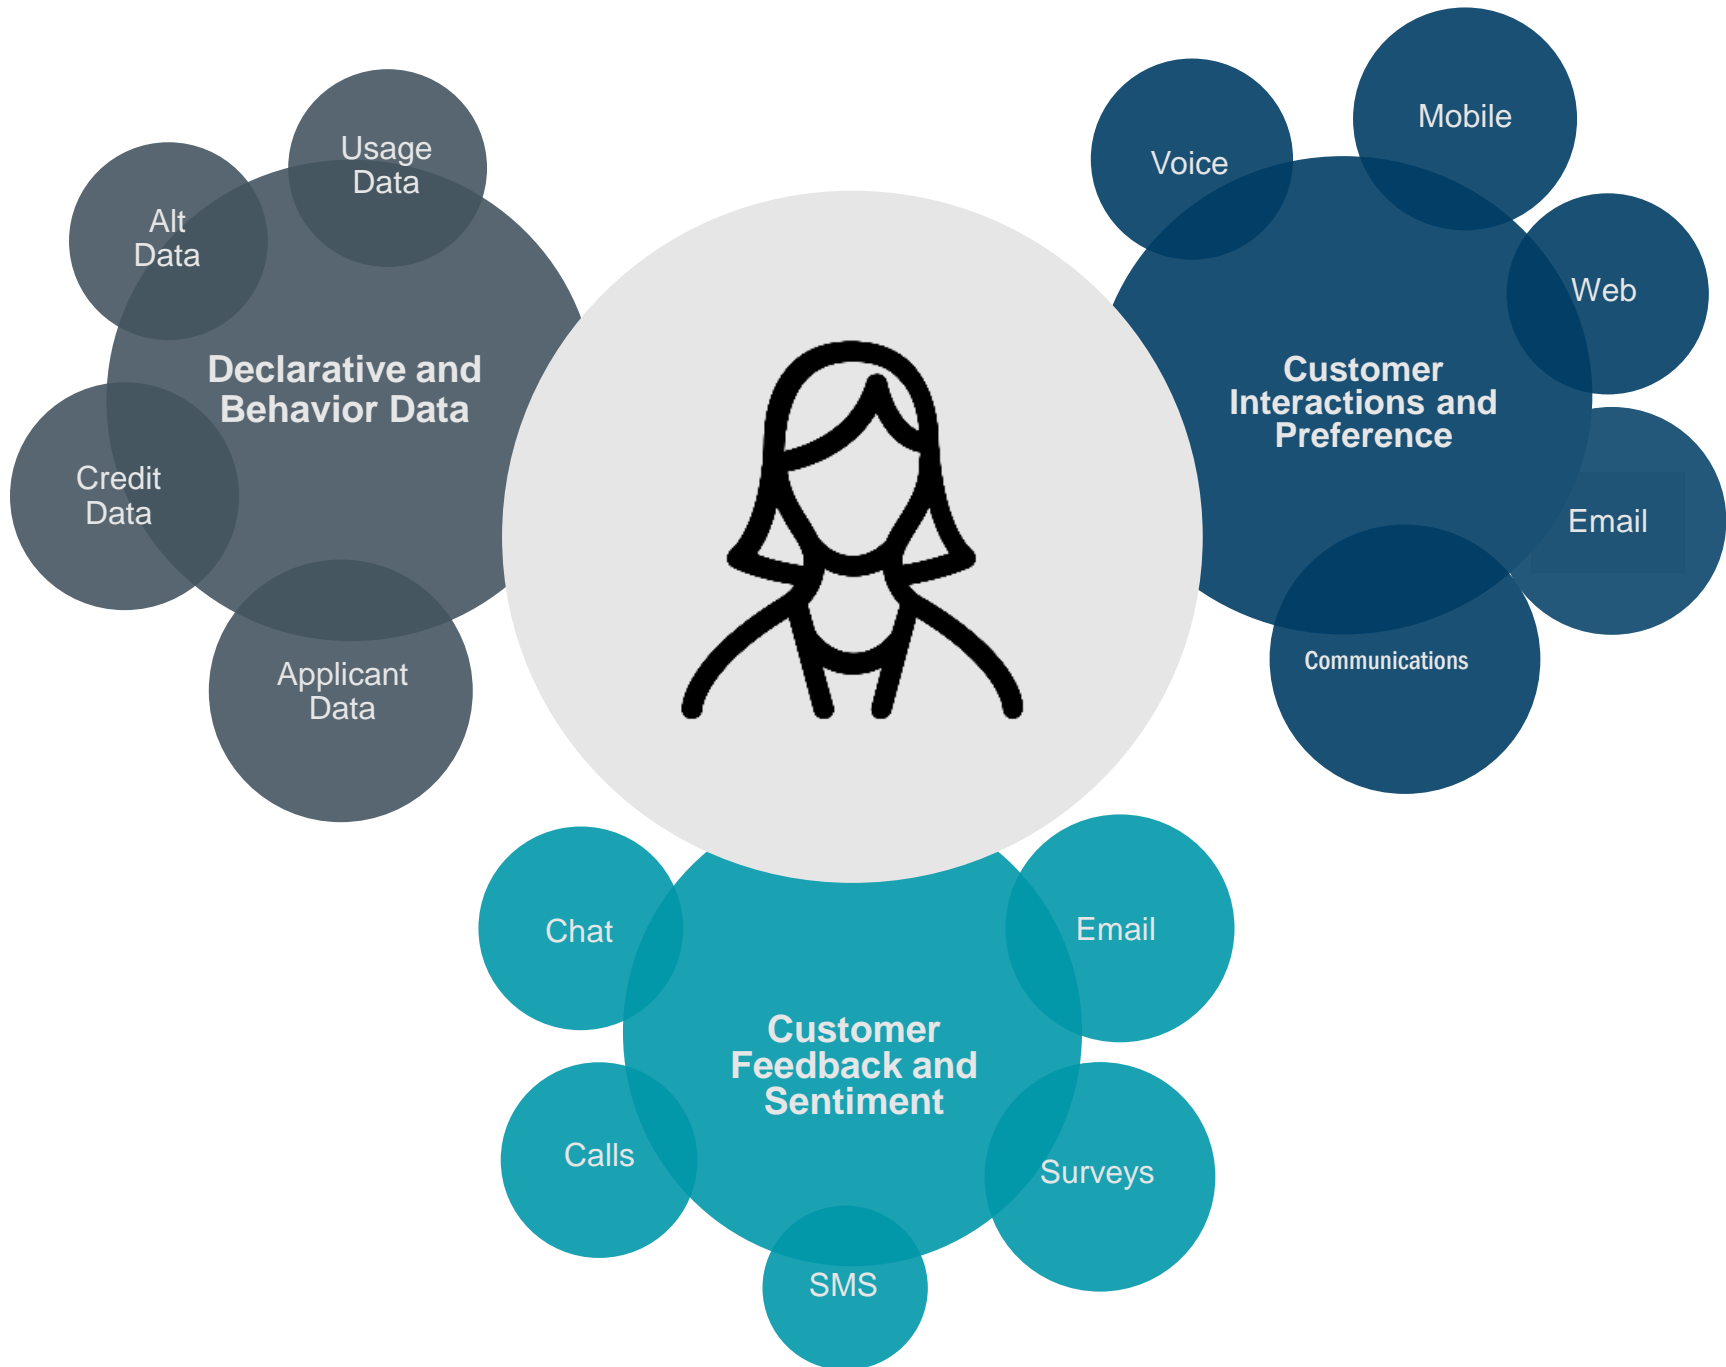 Usage
Data
Alt
Data
Declarative and
Behavior Data
Credit
Data
Applicant
Data
Voice
Mobile
Web
Customer
Interactions and
Preference
Email
Communications
Chat
Email
Customer
Feedback and
Sentiment
Calls
Surveys
SMS